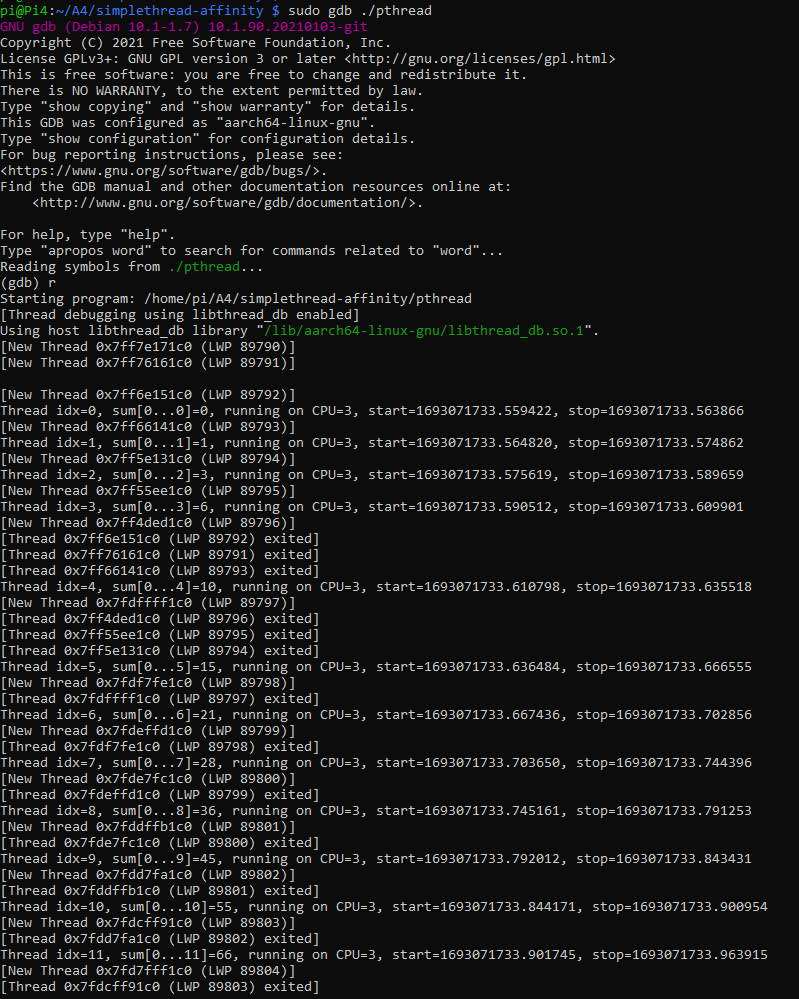 pi@Pi4:~/A4/simplethread-affinity $ sudo gdb ./pthread
GNU gdb (Debian 10.1-1.7) 10.1.90.20210103-git
Copyright (C) 2021 Free Software Foundation, Inc.
License GPLv3+: GNU GPL version 3 or later <http://gnu.org/licenses/gpl.html>
This is free software: you are free to change and redistribute it.
There is NO WARRANTY, to the extent permitted by law.
Type "show copying" and "show warranty" for details.
This GDB was configured as "aarch64-linux-gnu".
Type "show configuration" for configuration details.
For bug reporting instructions, please see:
<https://www.gnu.org/software/gdb/bugs/>.
Find the GDB manual and other documentation resources online at:
    <http://www.gnu.org/software/gdb/documentation/>.

For help, type "help".
Type "apropos word" to search for commands related to "word"...
Reading symbols from ./pthread...
(gdb) r
Starting program: /home/pi/A4/simplethread-affinity/pthread
[Thread debugging using libthread_db enabled]
Using host libthread_db library "/lib/aarch64-linux-gnu/libthread_db.so.1".
[New Thread 0x7ff7e171c0 (LWP 89790)]
[New Thread 0x7ff76161c0 (LWP 89791)]

[New Thread 0x7ff6e151c0 (LWP 89792)]
Thread idx=0, sum[0...0]=0, running on CPU=3, start=1693071733.559422, stop=1693071733.563866
[New Thread 0x7ff66141c0 (LWP 89793)]
Thread idx=1, sum[0...1]=1, running on CPU=3, start=1693071733.564820, stop=1693071733.574862
[New Thread 0x7ff5e131c0 (LWP 89794)]
Thread idx=2, sum[0...2]=3, running on CPU=3, start=1693071733.575619, stop=1693071733.589659
[New Thread 0x7ff55ee1c0 (LWP 89795)]
Thread idx=3, sum[0...3]=6, running on CPU=3, start=1693071733.590512, stop=1693071733.609901
[New Thread 0x7ff4ded1c0 (LWP 89796)]
[Thread 0x7ff6e151c0 (LWP 89792) exited]
[Thread 0x7ff76161c0 (LWP 89791) exited]
[Thread 0x7ff66141c0 (LWP 89793) exited]
Thread idx=4, sum[0...4]=10, running on CPU=3, start=1693071733.610798, stop=1693071733.635518
[New Thread 0x7fdffff1c0 (LWP 89797)]
[Thread 0x7ff4ded1c0 (LWP 89796) exited]
[Thread 0x7ff55ee1c0 (LWP 89795) exited]
[Thread 0x7ff5e131c0 (LWP 89794) exited]
Thread idx=5, sum[0...5]=15, running on CPU=3, start=1693071733.636484, stop=1693071733.666555
[New Thread 0x7fdf7fe1c0 (LWP 89798)]
[Thread 0x7fdffff1c0 (LWP 89797) exited]
Thread idx=6, sum[0...6]=21, running on CPU=3, start=1693071733.667436, stop=1693071733.702856
[New Thread 0x7fdeffd1c0 (LWP 89799)]
[Thread 0x7fdf7fe1c0 (LWP 89798) exited]
Thread idx=7, sum[0...7]=28, running on CPU=3, start=1693071733.703650, stop=1693071733.744396
[New Thread 0x7fde7fc1c0 (LWP 89800)]
[Thread 0x7fdeffd1c0 (LWP 89799) exited]
Thread idx=8, sum[0...8]=36, running on CPU=3, start=1693071733.745161, stop=1693071733.791253
[New Thread 0x7fddffb1c0 (LWP 89801)]
[Thread 0x7fde7fc1c0 (LWP 89800) exited]
Thread idx=9, sum[0...9]=45, running on CPU=3, start=1693071733.792012, stop=1693071733.843431
[New Thread 0x7fdd7fa1c0 (LWP 89802)]
[Thread 0x7fddffb1c0 (LWP 89801) exited]
Thread idx=10, sum[0...10]=55, running on CPU=3, start=1693071733.844171, stop=1693071733.900954
[New Thread 0x7fdcff91c0 (LWP 89803)]
[Thread 0x7fdd7fa1c0 (LWP 89802) exited]
Thread idx=11, sum[0...11]=66, running on CPU=3, start=1693071733.901745, stop=1693071733.963915
[New Thread 0x7fd7fff1c0 (LWP 89804)]
[Thread 0x7fdcff91c0 (LWP 89803) exited]